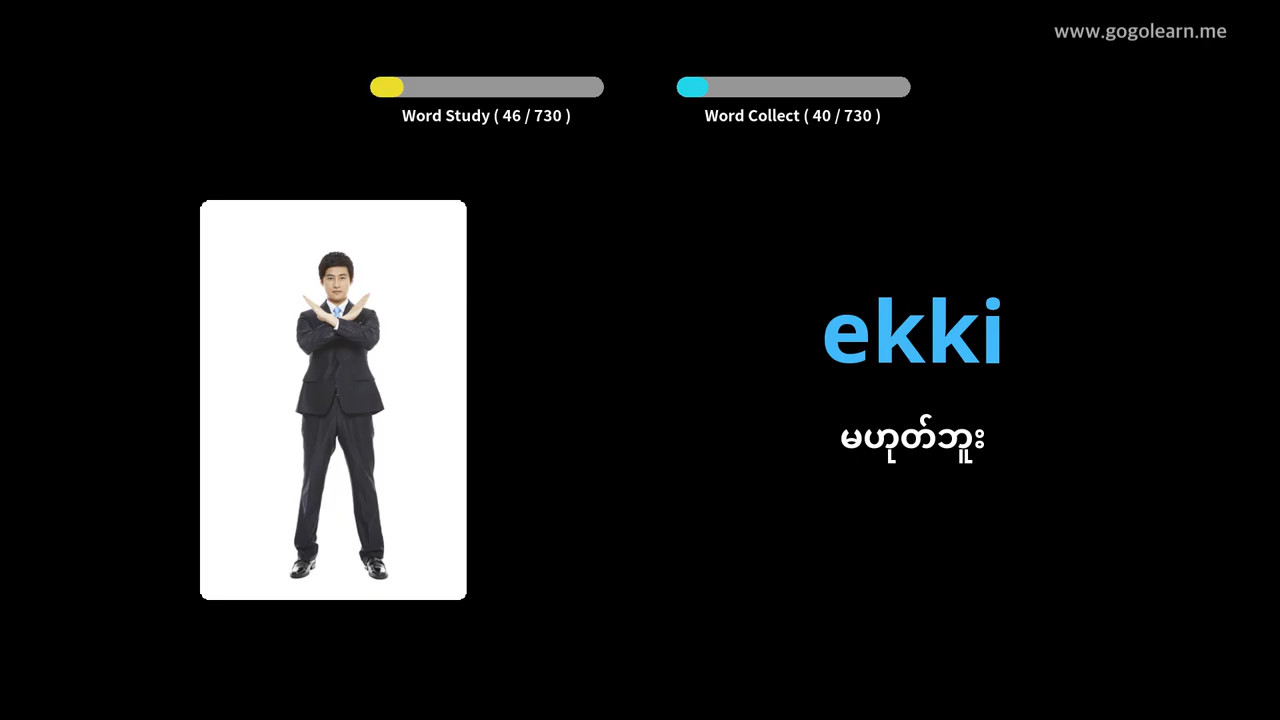 www.gogolearn.me
Word Study ( 46 / 730 )
Word Collect ( 40 / 730 )
ekki
မဟုတ်ဘူး